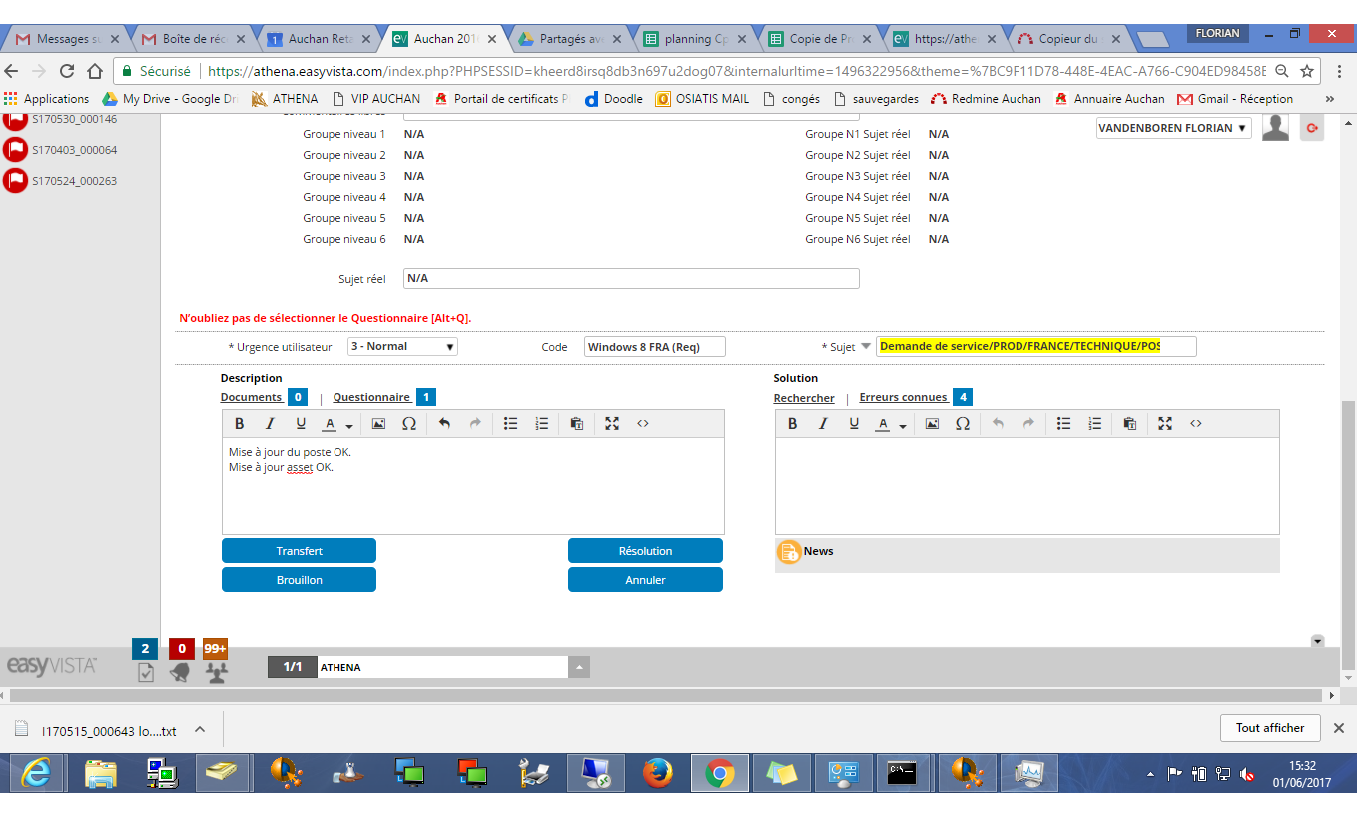 FLORIAN
Messages su
Boîte de réc
Auchan Reta
Auchan 201
Partagés ave
planning Cp
Copie de Pr
https://athe
Copieur du
Sécurisé | https://athena.easyvista.com/index.php?PHPSESSID=kheerd8irsq8db3n697u2dog07&internalurltime=1496322956&theme=%7BC9F11D78-448E-4EAC-A766-C904ED98458E
Applications My Drive - Google Dri ATHENA VIP AUCHAN Portail de certificats P Doodle OSIATIS MAIL congés sauvegardes Redmine Auchan Annuaire Auchan Gmail - Réception »
S170530_000146
S170403_000064
S170524_000263
VANDENBOREN FLORIAN
Groupe niveau 1 N/A Groupe N1 Sujet réel N/A
Groupe niveau 2 N/A Groupe N2 Sujet réel N/A
Groupe niveau 3 N/A Groupe N3 Sujet réel N/A
Groupe niveau 4 N/A Groupe N4 Sujet réel N/A
Groupe niveau 5 N/A Groupe N5 Sujet réel N/A
Groupe niveau 6 N/A Groupe N6 Sujet réel N/A
Sujet réel N/A
N'oubliez pas de sélectionner le Questionnaire [Alt+Q].
* Urgence utilisateur 3 - Normal Code Windows 8 FRA (Req) * Sujet Demande de service/PROD/FRANCE/TECHNIQUE/POS
Description
Documents 0 | Questionnaire 1
B I U A Ω
Mise à jour du poste OK.
Mise à jour asset OK.
Transfert Résolution
Brouillon Annuler
Solution
Rechercher | Erreurs connues 4
B I U A Ω
News
easyVISTA 2 0 99+
1/1 ATHENA
I170515_000643 lo....txt
Tout afficher
15:32
01/06/2017